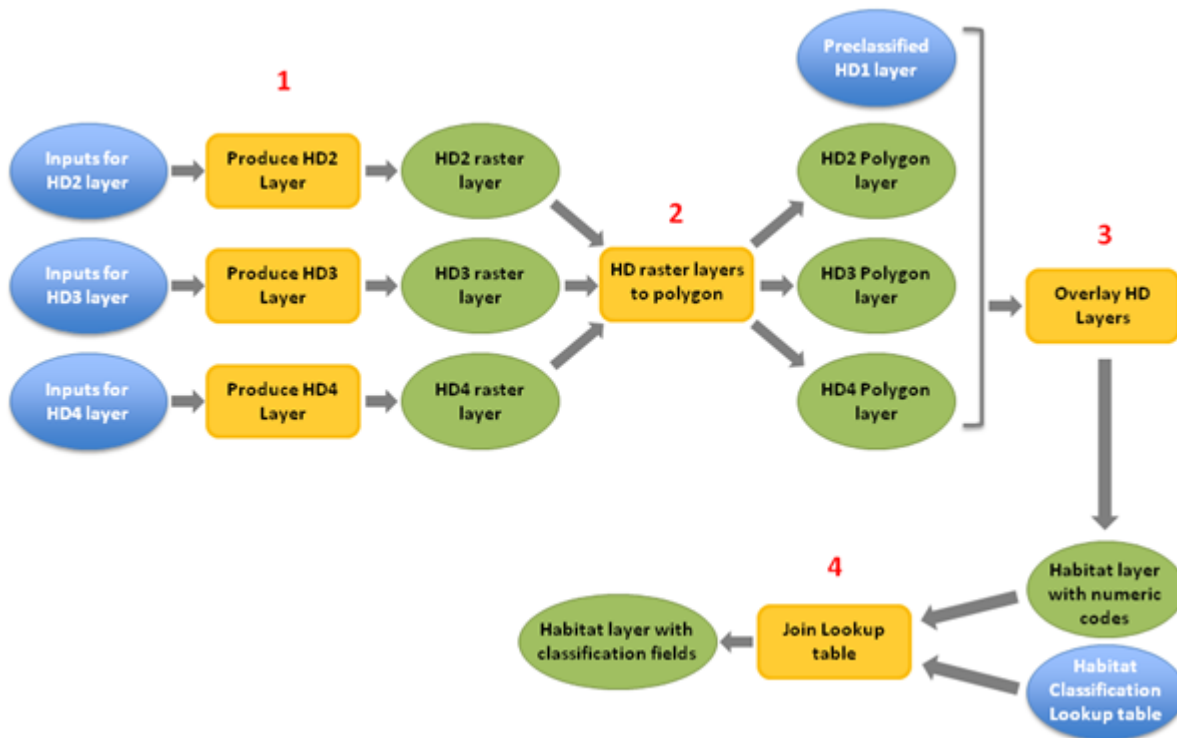 Preclassified
HD1 layer
1
Inputs for
HD2 layer
Produce HD2
Layer
HD2 raster
layer
HD2 Polygon
layer
2
3
Inputs for
HD3 layer
Produce HD3
Layer
HD3 raster
layer
HD raster layers
to polygon
HD3 Polygon
layer
Overlay HD
Layers
Inputs for
HD4 layer
Produce HD4
Layer
HD4 raster
layer
HD4 Polygon
layer
4
Habitat layer
with numeric
codes
Habitat layer with
classification fields
Join Lookup
table
Habitat
Classification
Lookup table